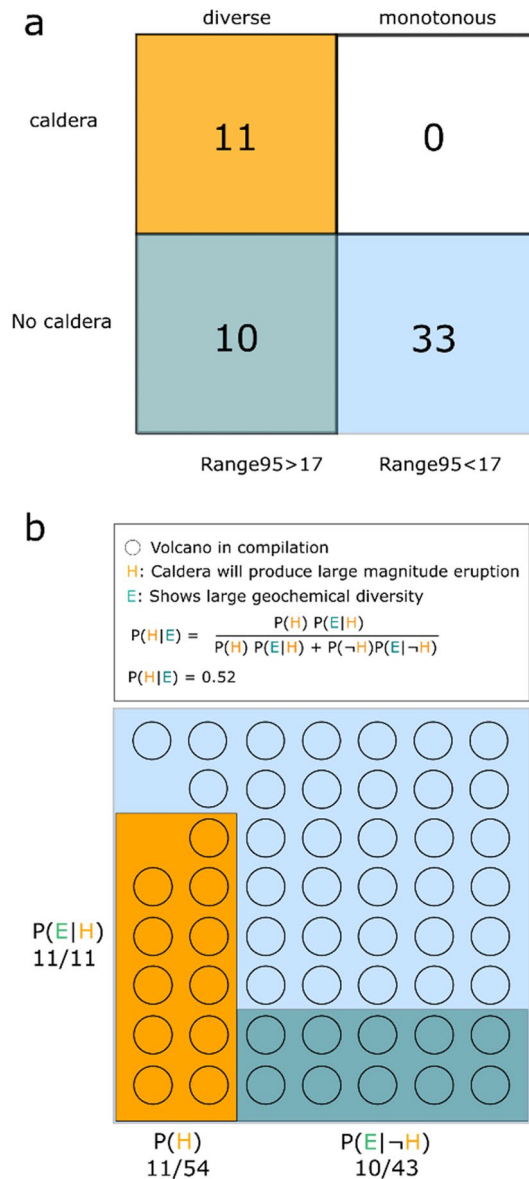 a
diverse monotonous
caldera
11 0
No caldera
10 33
Range95>17 Range95<17
b
Volcano in compilation
H: Caldera will produce large magnitude eruption
E: Shows large geochemical diversity
P(H) P(E|H)
P(H|E) =
P(H) P(E|H) + P(¬H)P(E|¬H)
P(H|E) = 0.52
P(E|H)
11/11
P(H) P(E|¬H)
11/54 10/43